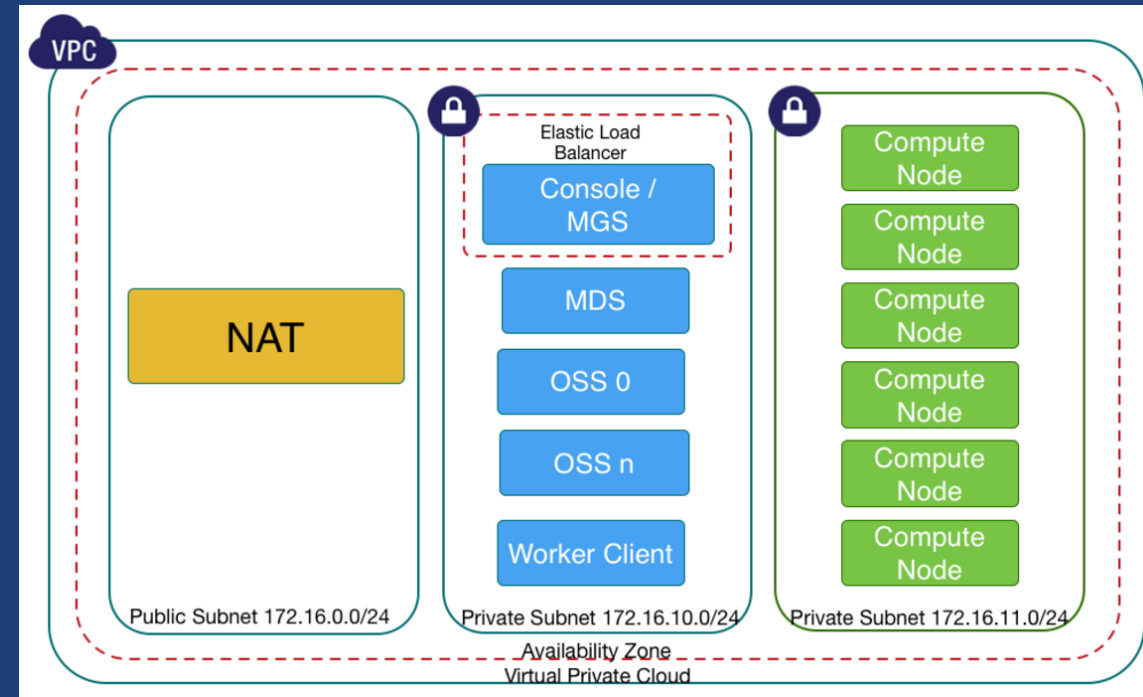 VPC
NAT
Public Subnet 172.16.0.0/24
Elastic Load
Balancer
Console /
MGS
MDS
OSS 0
OSS n
Worker Client
Private Subnet 172.16.10.0/24
Compute
Node
Compute
Node
Compute
Node
Compute
Node
Compute
Node
Compute
Node
Private Subnet 172.16.11.0/24
Availability Zone
Virtual Private Cloud